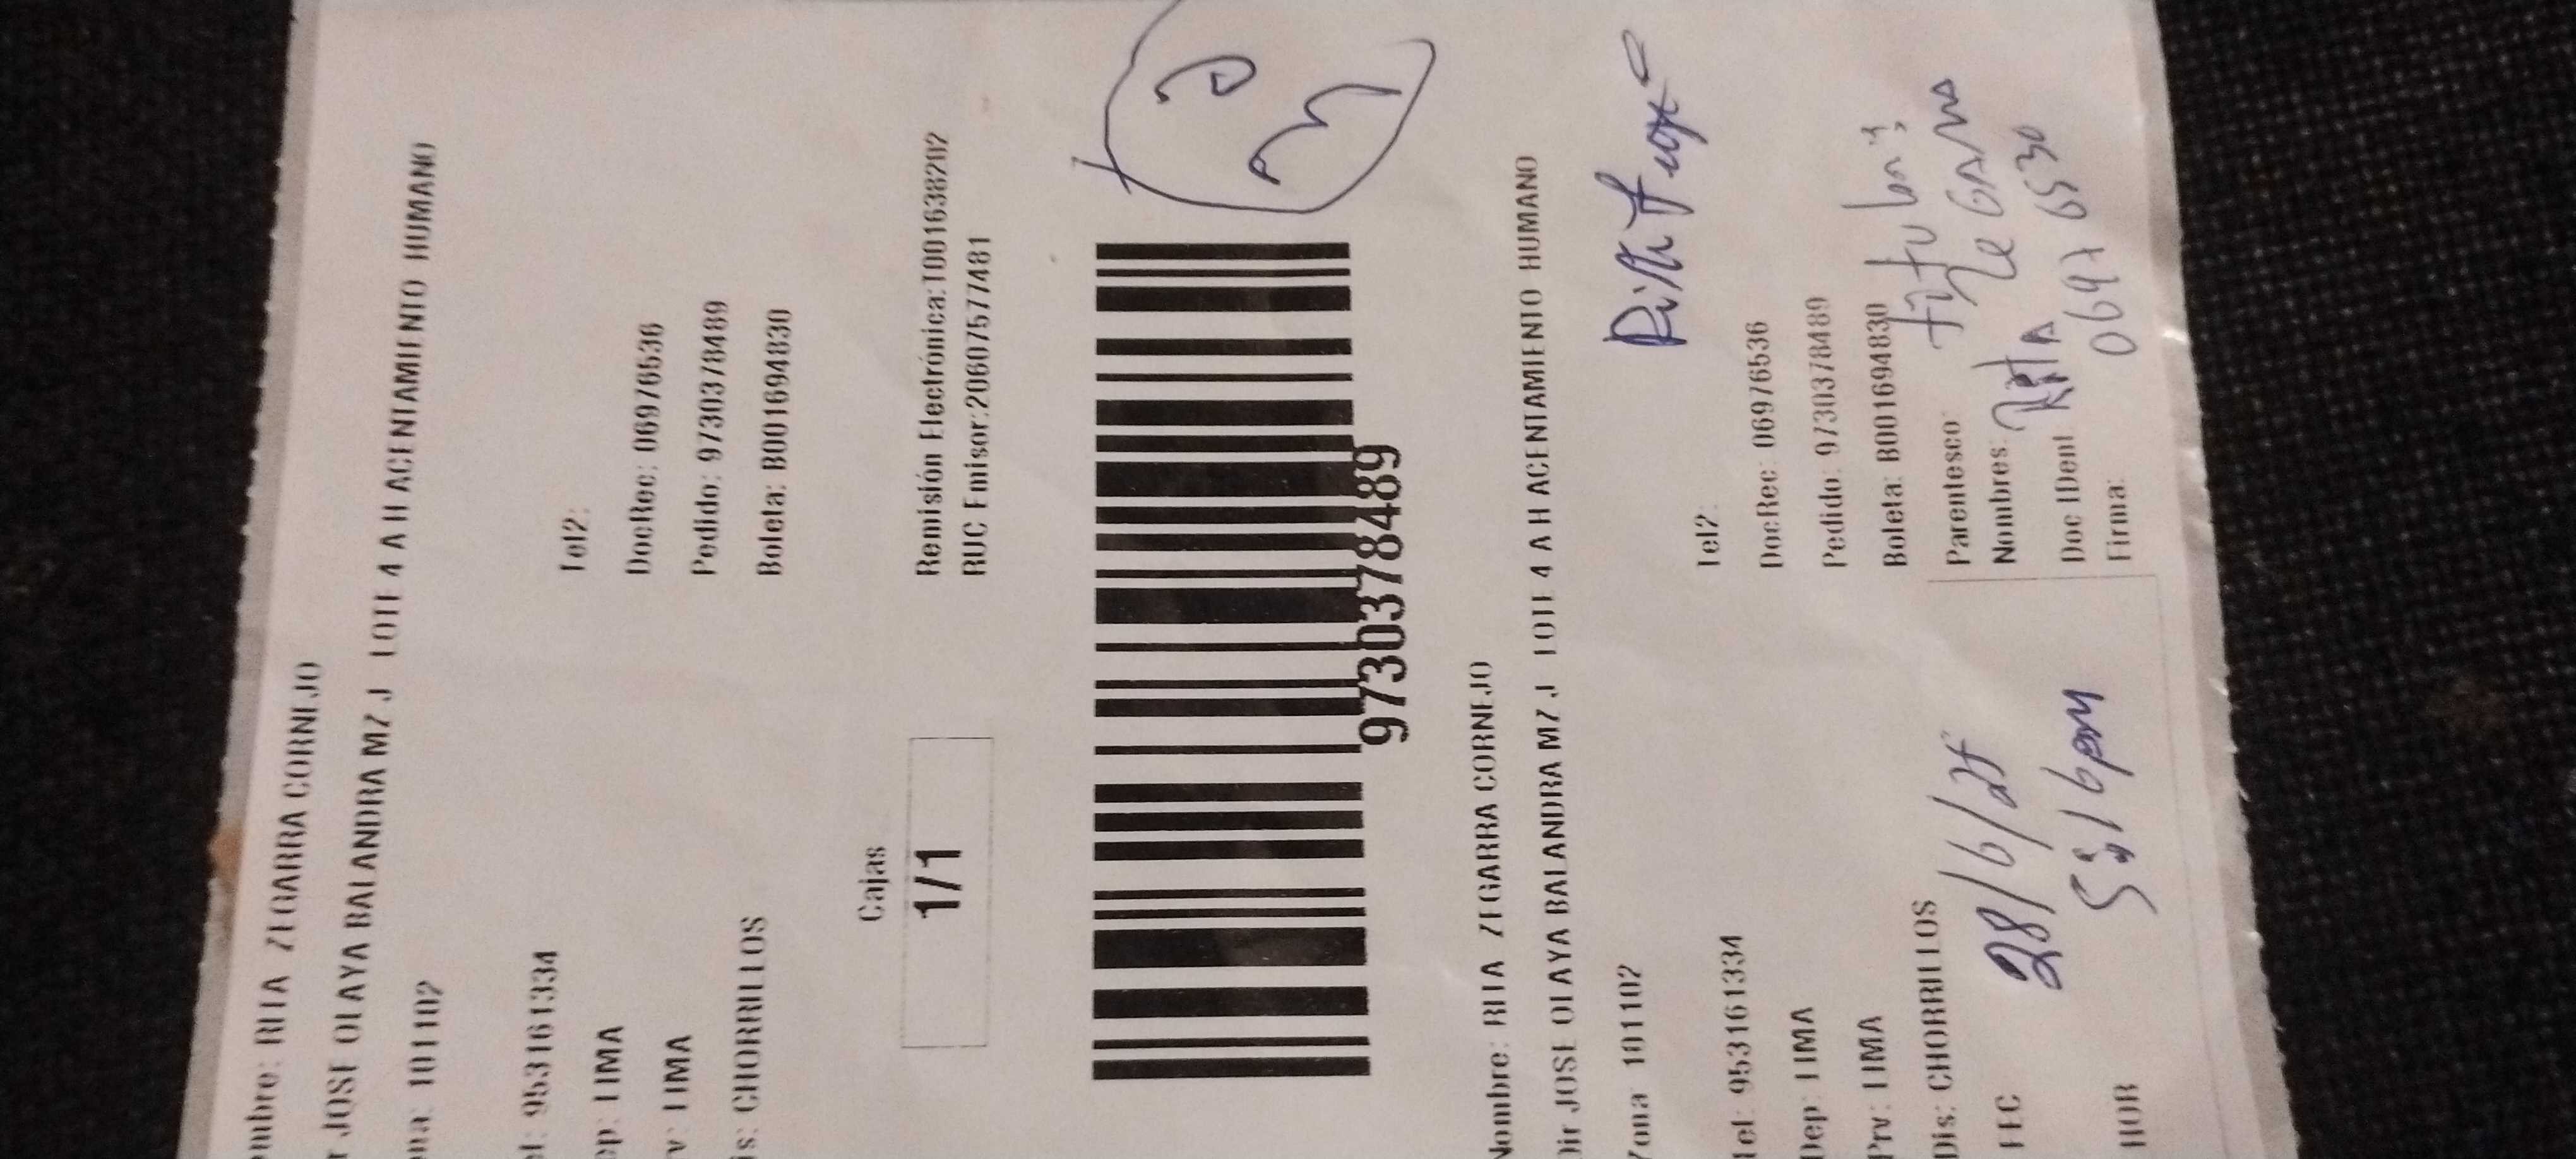 mbre: RITA ZEGARRA CORNEJO
r JOSE OLAYA BALANDRA MZ J LOTE 4 A H ACENTAMIENTO HUMANO
na: 101102
el: 953161334
Tel2:
ep: LIMA
DocRec: 06976536
v: LIMA
Pedido: 9730378489
is: CHORRILLOS
Boleta: B001694830
Cajas
1/1
Remisión Electrónica:T001638202
RUC Emisor:20607577481
9730378489
Nombre: RITA ZEGARRA CORNEJO
Dir JOSE OLAYA BALANDRA MZ J LOTE 4 A H ACENTAMIENTO HUMANO
Zona 101102
Tel: 953161334
Tel2:
Dep: LIMA
DocRec: 06976536
Prv: LIMA
Pedido: 9730378489
Dis: CHORRILLOS
Boleta: B001694830
FEC 28/6/25
Parentesco: Titular
Nombres: RITA
HOR 5:16pm
Doc IDent
Firma: